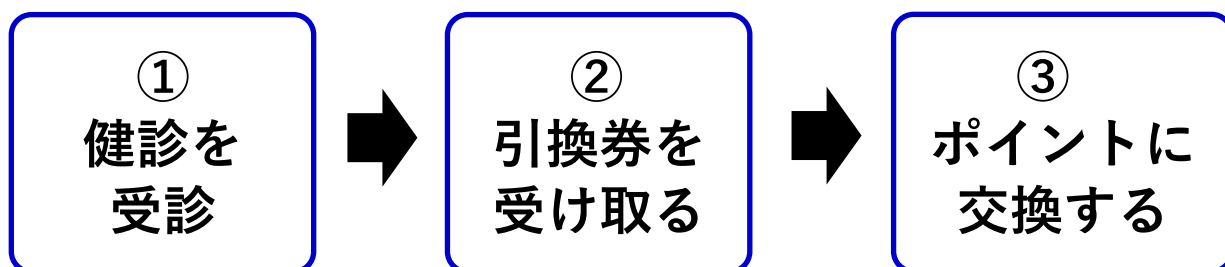 ①
健診を
受診
②
引換券を
受け取る
③
ポイントに
交換する